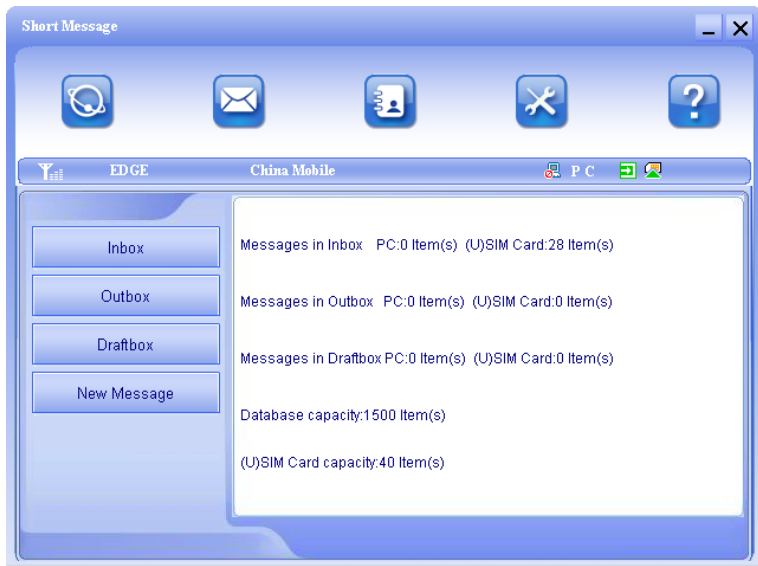 Short Message
EDGE China Mobile P C
Inbox
Outbox
Draftbox
New Message
Messages in Inbox PC:0 Item(s) (U)SIM Card:28 Item(s)
Messages in Outbox PC:0 Item(s) (U)SIM Card:0 Item(s)
Messages in Draftbox PC:0 Item(s) (U)SIM Card:0 Item(s)
Database capacity:1500 Item(s)
(U)SIM Card capacity:40 Item(s)